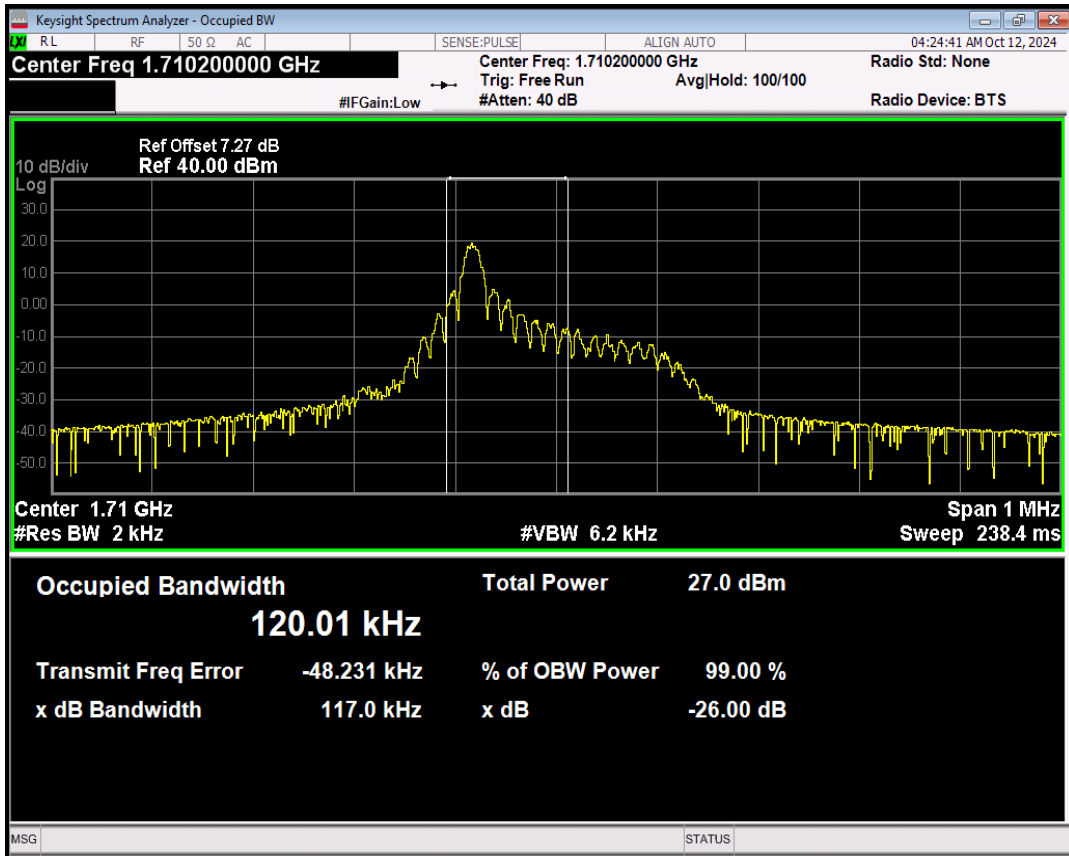 Keysight Spectrum Analyzer - Occupied BW
LXI RL RF 50 Ω AC SENSE:PULSE ALIGN AUTO 04:24:41 AM Oct 12, 2024
Center Freq 1.710200000 GHz
Center Freq: 1.710200000 GHz
Radio Std: None
Trig: Free Run Avg|Hold: 100/100
#IFGain:Low #Atten: 40 dB Radio Device: BTS
Ref Offset 7.27 dB
10 dB/div Ref 40.00 dBm
Log
30.0
20.0
10.0
0.00
-10.0
-20.0
-30.0
-40.0
-50.0
Center 1.71 GHz Span 1 MHz
#Res BW 2 kHz #VBW 6.2 kHz Sweep 238.4 ms
Occupied Bandwidth Total Power 27.0 dBm
120.01 kHz
Transmit Freq Error -48.231 kHz % of OBW Power 99.00 %
x dB Bandwidth 117.0 kHz x dB -26.00 dB
MSG STATUS